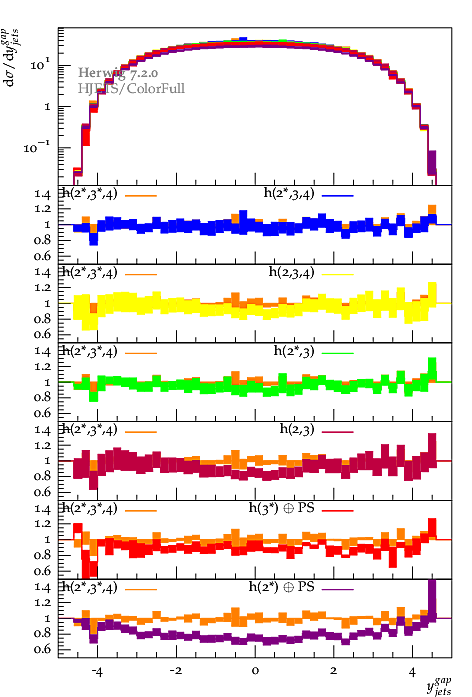 dσ/dy^{gap}_{jets}
10^1
1
10^{-1}
Herwig 7.2.0
HJETS/ColorFull
1.4
1.2
1
0.8
0.6
h(2*,3*,4)
h(2*,3,4)
1.4
1.2
1
0.8
0.6
h(2*,3*,4)
h(2,3,4)
1.4
1.2
1
0.8
0.6
h(2*,3*,4)
h(2*,3)
1.4
1.2
1
0.8
0.6
h(2*,3*,4)
h(2,3)
1.4
1.2
1
0.8
0.6
h(2*,3*,4)
h(3*) ⊕ PS
1.4
1.2
1
0.8
0.6
h(2*,3*,4)
h(2*) ⊕ PS
-4 -2 0 2 4
y^{gap}_{jets}